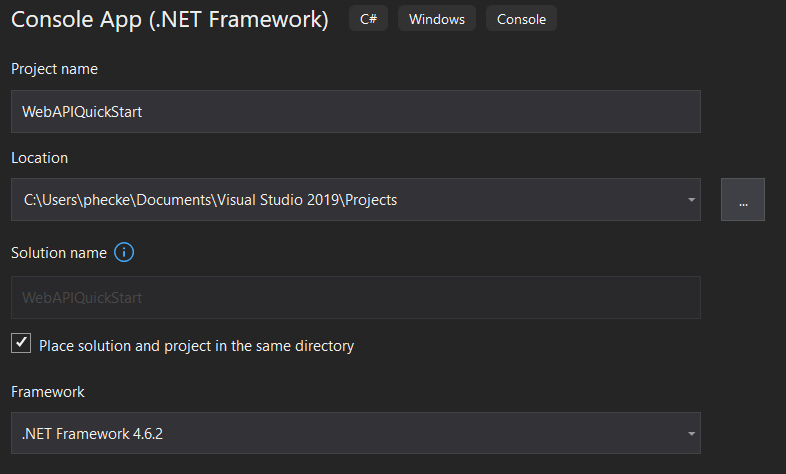 Console App (.NET Framework) C# Windows Console
Project name
WebAPIQuickStart
Location
C:\Users\phecke\Documents\Visual Studio 2019\Projects
...
Solution name
WebAPIQuickStart
Place solution and project in the same directory
Framework
.NET Framework 4.6.2